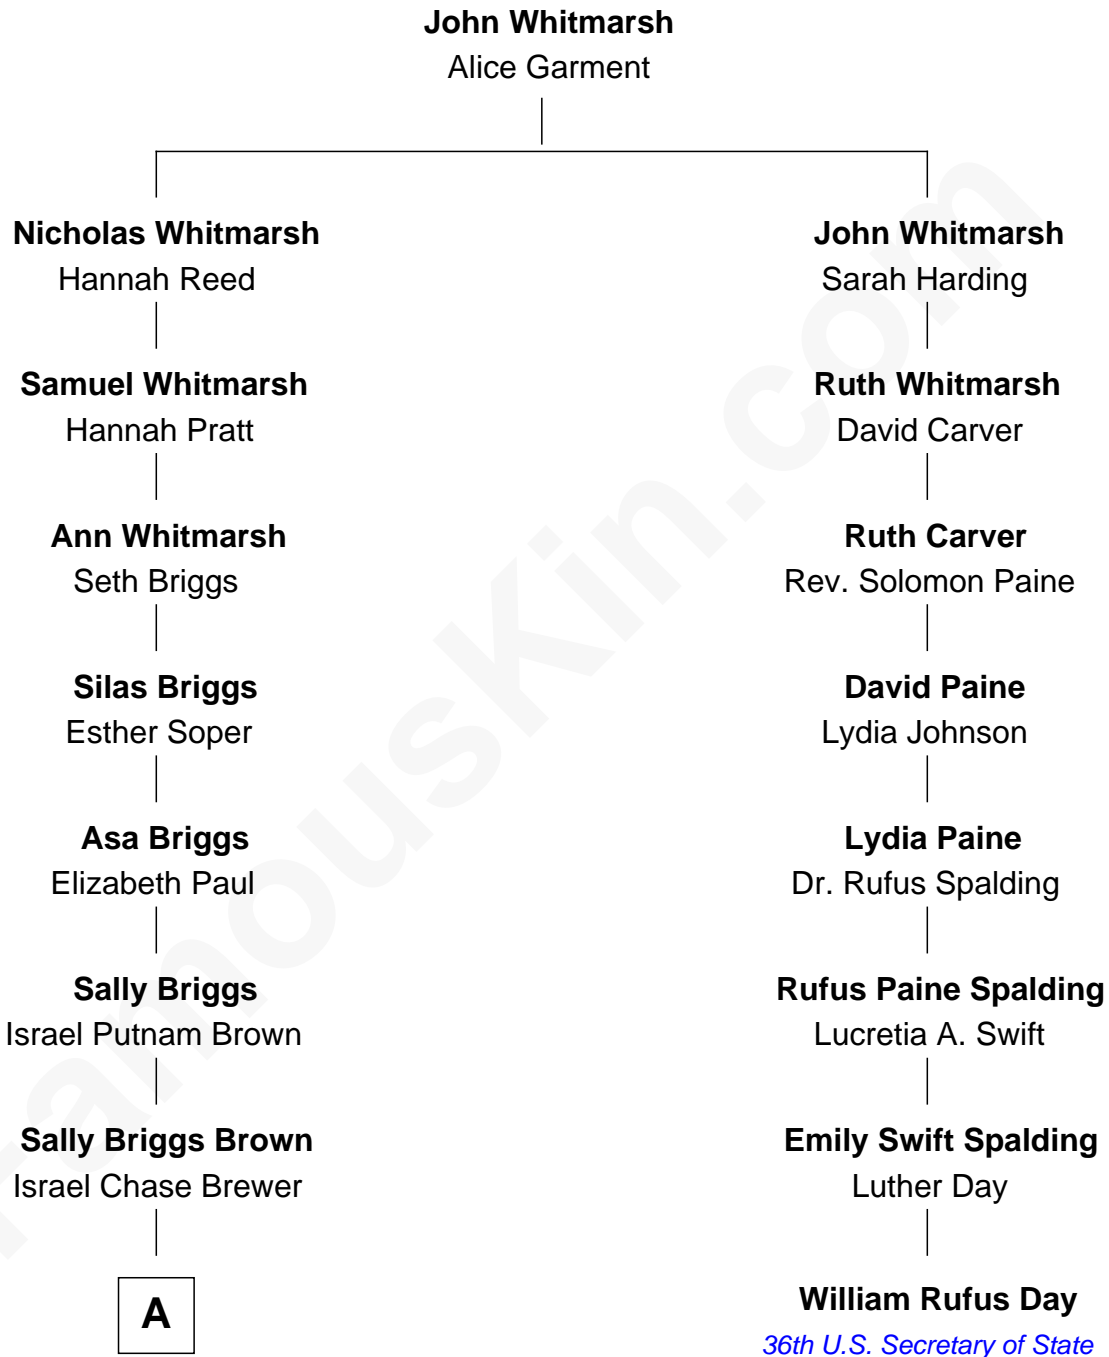 John Whitmarsh
Alice Garment
Nicholas Whitmarsh
Hannah Reed
Samuel Whitmarsh
Hannah Pratt
Ann Whitmarsh
Seth Briggs
Silas Briggs
Esther Soper
Asa Briggs
Elizabeth Paul
Sally Briggs
Israel Putnam Brown
Sally Briggs Brown
Israel Chase Brewer
A
John Whitmarsh
Sarah Harding
Ruth Whitmarsh
David Carver
Ruth Carver
Rev. Solomon Paine
David Paine
Lydia Johnson
Lydia Paine
Dr. Rufus Spalding
Rufus Paine Spalding
Lucretia A. Swift
Emily Swift Spalding
Luther Day
William Rufus Day
36th U.S. Secretary of State
FamousKin.com